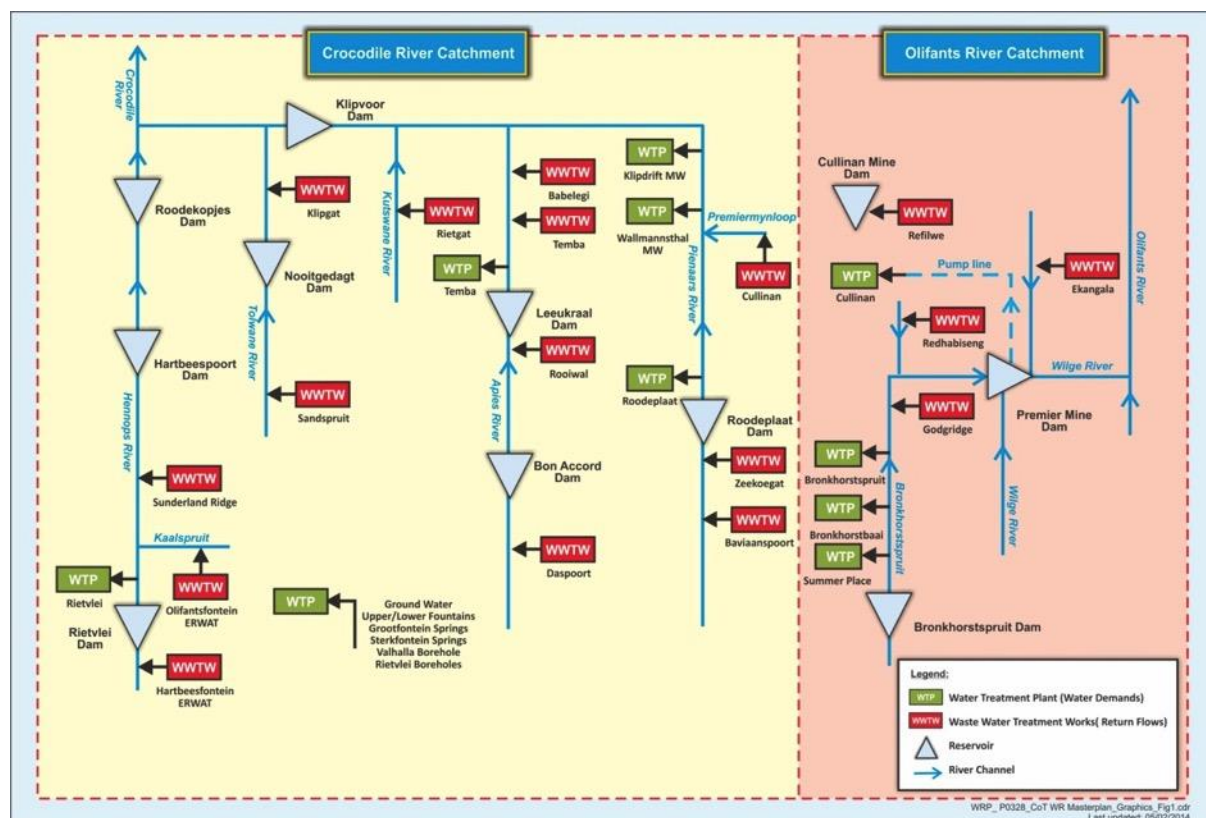 Crocodile River Catchment
Olifants River Catchment
Crocodile
River
Klipvoor
Dam
Roodekopjes
Dam
WWTW
Klipgat
Nooitgedagt
Dam
Tolwane River
WWTW
Sandspruit
Hartbeespoort
Dam
Hennops River
WWTW
Sunderland Ridge
Kaalspruit
WTP
Rietvlei
WWTW
Olifantsfontein
ERWAT
Rietvlei
Dam
WWTW
Hartbeesfontein
ERWAT
WTP
Ground Water
Upper/Lower Fountains
Grootfontein Springs
Sterkfontein Springs
Valhalla Borehole
Rietvlei Boreholes
Kutswane River
WWTW
Rietgat
WWTW
Babelegi
WWTW
Temba
WTP
Temba
Leeukraal
Dam
WWTW
Rooiwal
Apies River
Bon Accord
Dam
WWTW
Daspoort
WTP
Klipdrift MW
WTP
Wallmannsthal
MW
Premiermynloop
WWTW
Cullinan
Pienaars River
WTP
Roodeplaat
Roodeplaat
Dam
WWTW
Zeekoegat
WWTW
Baviaanspoort
Cullinan Mine
Dam
WWTW
Refilwe
WTP
Cullinan
Pump line
WWTW
Ekangala
Olifants River
WWTW
Redhabiseng
Wilge River
Premier Mine
Dam
WWTW
Godgridge
WTP
Bronkhorstspruit
WTP
Bronkhorstbaai
WTP
Summer Place
Bronkhorstspruit
Wilge River
Bronkhorstspruit Dam
Legend:
WTP Water Treatment Plant (Water Demands)
WWTW Waste Water Treatment Works( Return Flows)
Reservoir
River Channel
WRP_ P0328_CoT WR Masterplan_Graphics_Fig1.cdr
Last updated: 05/02/2014